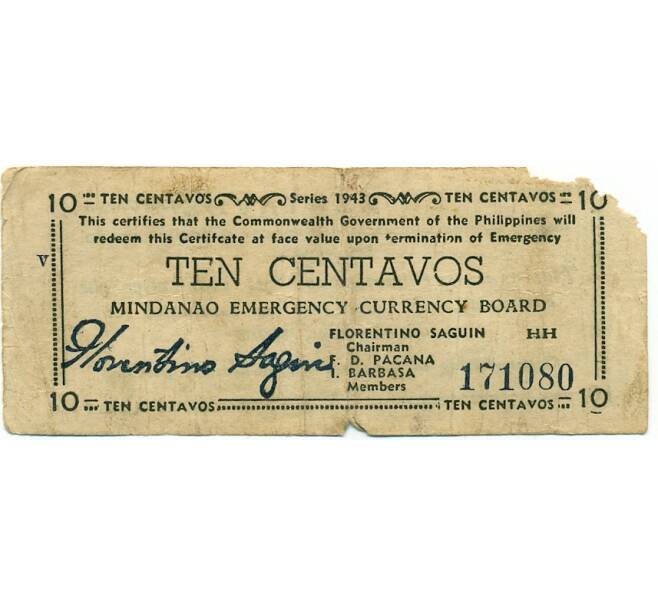 10 TEN CENTAVOS Series 1943 TEN CENTAVOS 10
This certifies that the Commonwealth Government of the Philippines will
redeem this Certifcate at face value upon termination of Emergency
V
TEN CENTAVOS
MINDANAO EMERGENCY CURRENCY BOARD
FLORENTINO SAGUIN HH
Chairman
Florentino Saguin
F. D. PACANA
I. BARBASA
Members
171080
10 TEN CENTAVOS TEN CENTAVOS 10